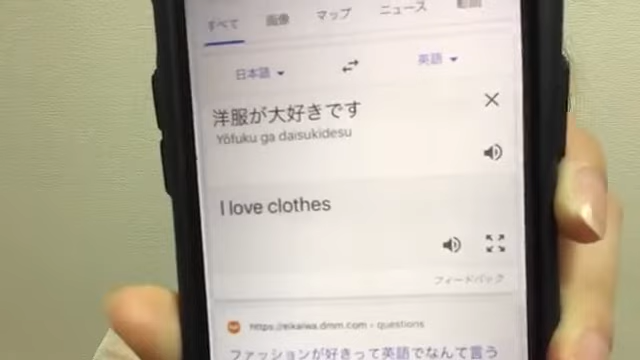 すべて 画像 マップ ニュース 動画
日本語 英語
洋服が大好きです
Yōfuku ga daisukidesu
I love clothes
フィードバック
https://eikaiwa.dmm.com › questions
ファッションが好きって英語でなんて言う